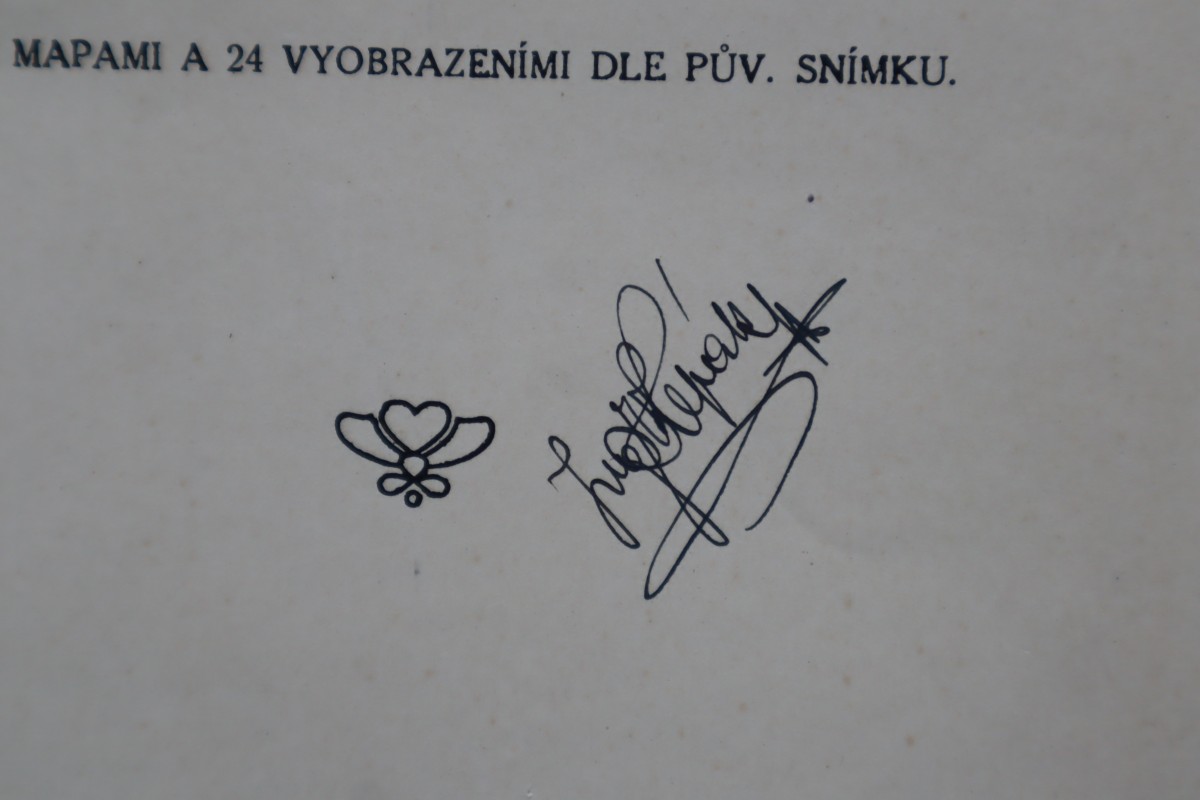 MAPAMI A 24 VYOBRAZENÍMI DLE PŮV. SNÍMKU.